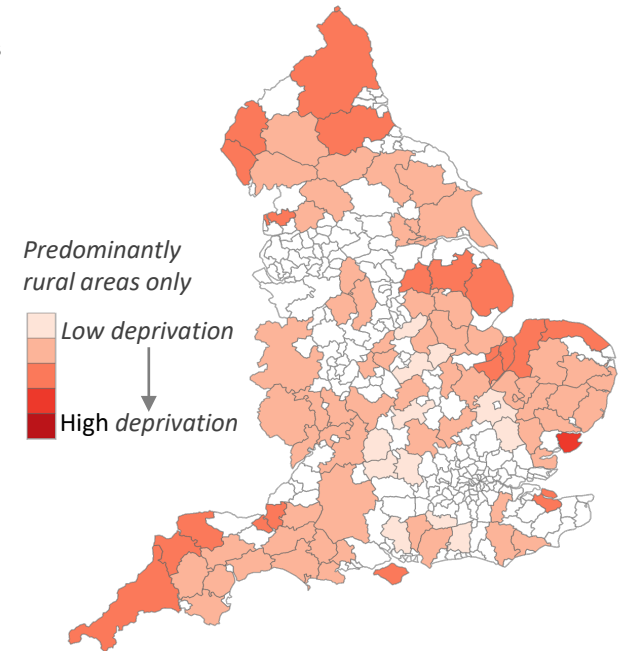 Predominantly
rural areas only
Low deprivation
High deprivation